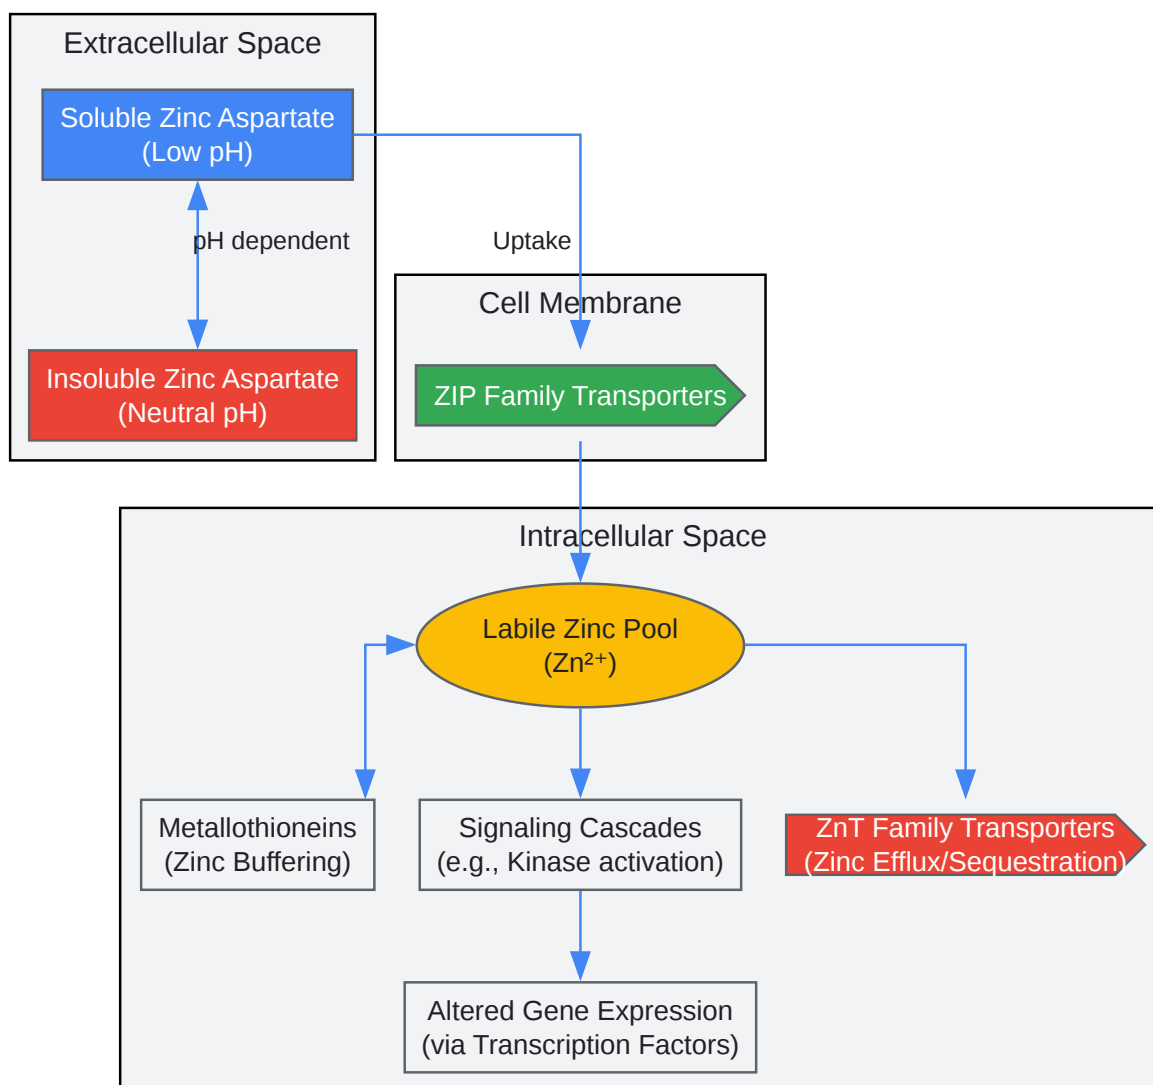 Extracellular Space
Soluble Zinc Aspartate
(Low pH)
pH dependent
Insoluble Zinc Aspartate
(Neutral pH)
Uptake
Cell Membrane
ZIP Family Transporters
Intracellular Space
Labile Zinc Pool
(Zn²⁺)
Metallothioneins
(Zinc Buffering)
Signaling Cascades
(e.g., Kinase activation)
ZnT Family Transporters
(Zinc Efflux/Sequestration)
Altered Gene Expression
(via Transcription Factors)